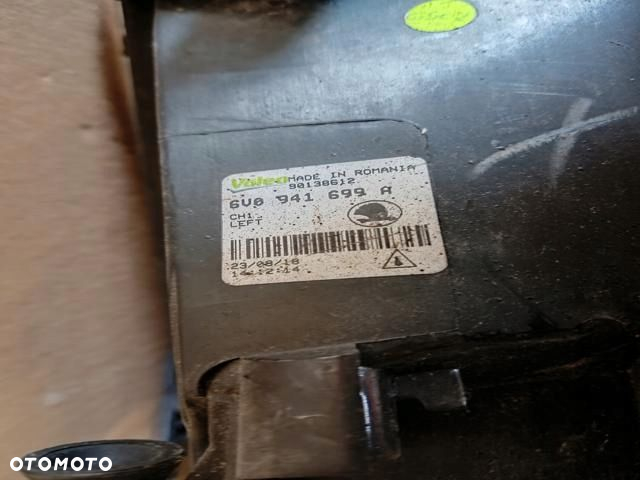 Valeo MADE IN ROMANIA
90138612
6V0 941 699 A
CH1
LEFT
23/08/18
14:12:14
OTOMOTO